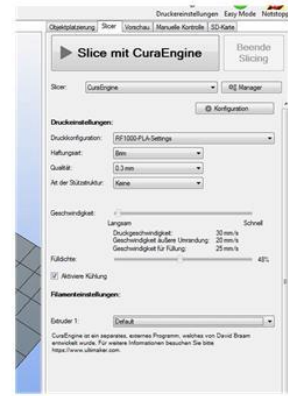 Druckereinstellungen Easy Mode Notstopp
Objektplatzierung Slicer Vorschau Manuelle Kontrolle SD-Karte
Slice mit CuraEngine
Beende
Slicing
Slicer: CuraEngine Manager
Konfiguration
Druckeinstellungen:
Druckkonfiguration: RF1000-PLA-Settings
Haftungsart: Brim
Qualität: 0.3 mm
Art der Stützstruktur: Keine
Geschwindigkeit:
Langsam Schnell
Druckgeschwindigkeit: 30 mm/s
Geschwindigkeit äußere Umrandung: 20 mm/s
Geschwindigkeit für Füllung: 25 mm/s
Fülldichte: 48%
Aktiviere Kühlung
Filamenteinstellungen:
Extruder 1: Default
CuraEngine ist ein separates, externes Programm, welches von David Braam
entwickelt wurde. Für weitere Informationen besuchen Sie bitte
https://www.ultimaker.com.